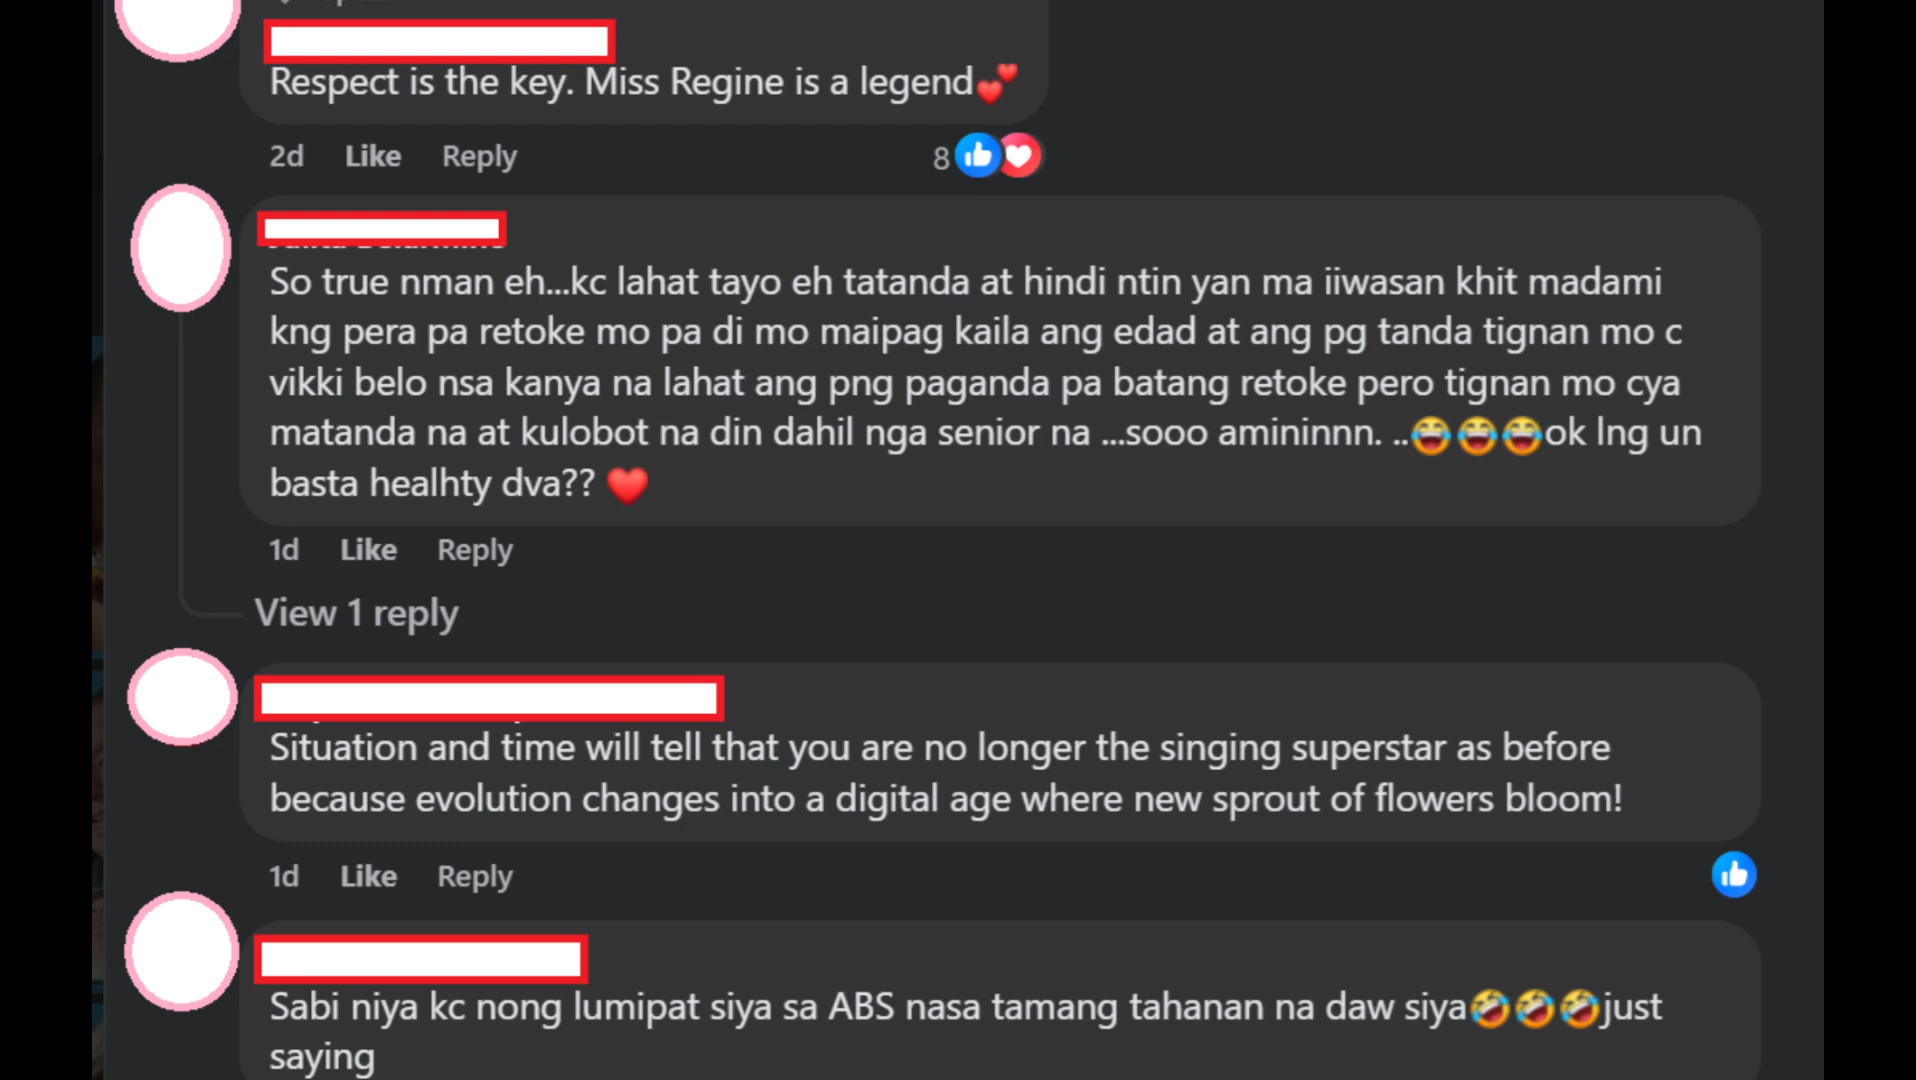 Respect is the key. Miss Regine is a legend💕
2d Like Reply 8
So true nman eh...kc lahat tayo eh tatanda at hindi ntin yan ma iiwasan khit madami
kng pera pa retoke mo pa di mo maipag kaila ang edad at ang pg tanda tignan mo c
vikki belo nsa kanya na lahat ang png paganda pa batang retoke pero tignan mo cya
matanda na at kulobot na din dahil nga senior na ...sooo amininnn. ..😂😂😂ok lng un
basta healhty dva?? ❤️
1d Like Reply
View 1 reply
Situation and time will tell that you are no longer the singing superstar as before
because evolution changes into a digital age where new sprout of flowers bloom!
1d Like Reply
Sabi niya kc nong lumipat siya sa ABS nasa tamang tahanan na daw siya🤣🤣🤣just
saying